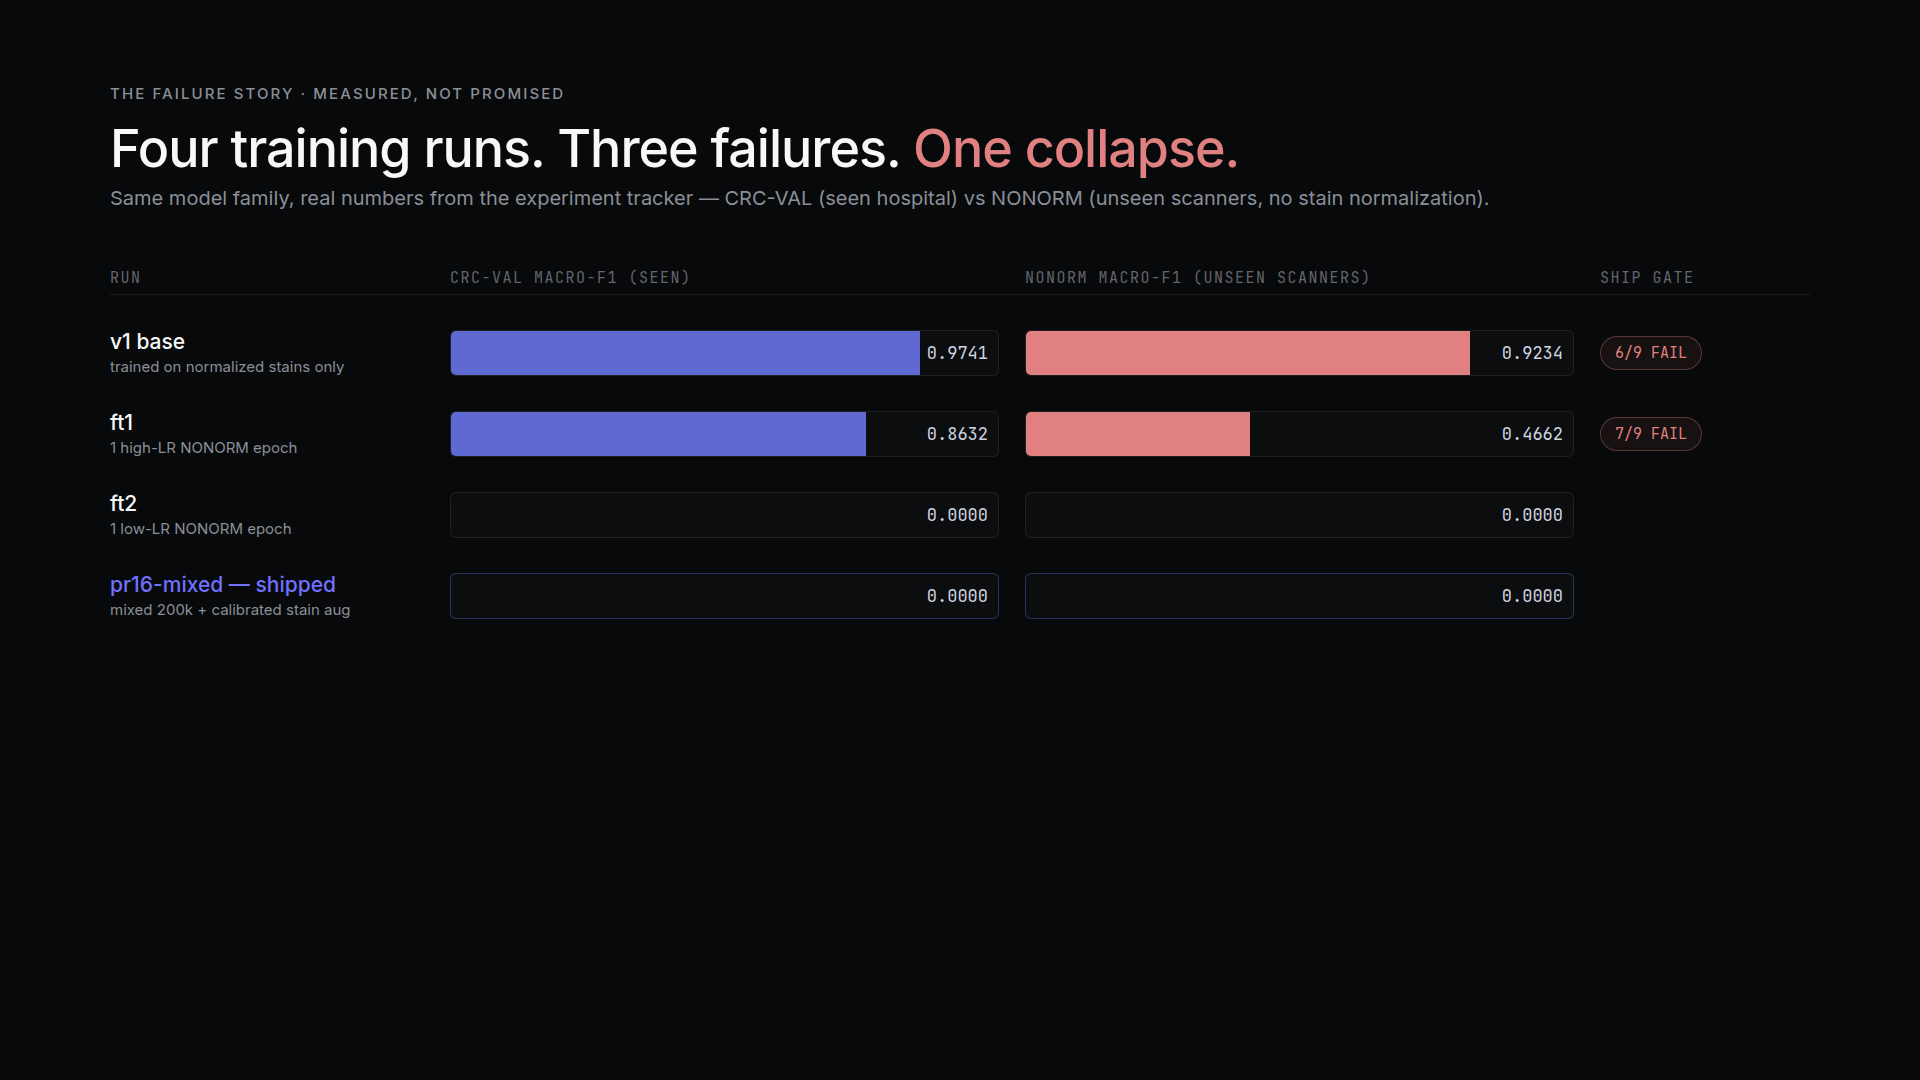 THE FAILURE STORY · MEASURED, NOT PROMISED
Four training runs. Three failures. One collapse.
Same model family, real numbers from the experiment tracker — CRC-VAL (seen hospital) vs NONORM (unseen scanners, no stain normalization).
RUN CRC-VAL MACRO-F1 (SEEN) NONORM MACRO-F1 (UNSEEN SCANNERS) SHIP GATE
v1 base
trained on normalized stains only
0.9741 0.9234 6/9 FAIL
ft1
1 high-LR NONORM epoch
0.8632 0.4662 7/9 FAIL
ft2
1 low-LR NONORM epoch
0.0000 0.0000
pr16-mixed — shipped
mixed 200k + calibrated stain aug
0.0000 0.0000